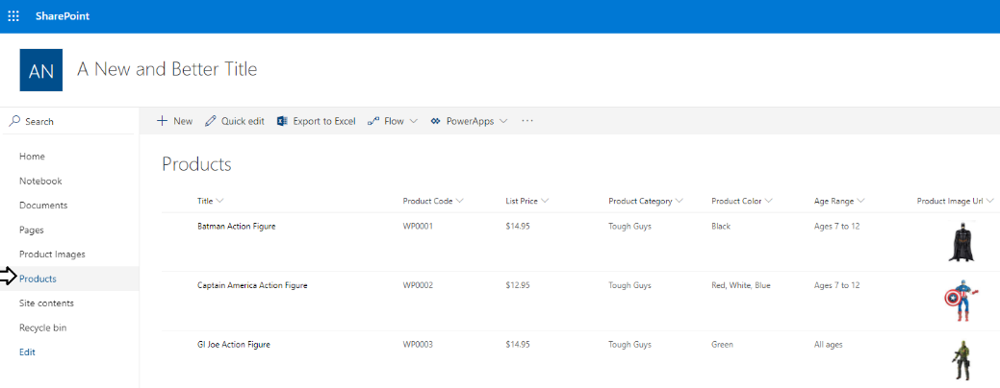 SharePoint
AN
A New and Better Title
Search
New Quick edit Export to Excel Flow PowerApps ···
Home
Notebook
Documents
Pages
Product Images
Products
Site contents
Recycle bin
Edit
Products
Title Product Code List Price Product Category Product Color Age Range Product Image Url
Batman Action Figure WP0001 $14.95 Tough Guys Black Ages 7 to 12
Captain America Action Figure WP0002 $12.95 Tough Guys Red, White, Blue Ages 7 to 12
GI Joe Action Figure WP0003 $14.95 Tough Guys Green All ages